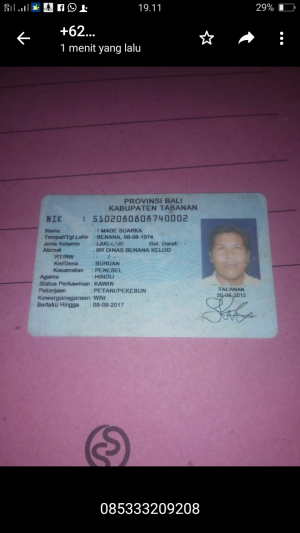 19.11
29%
+62...
1 menit yang lalu
PROVINSI BALI
KABUPATEN TABANAN
NIK : 5102080808740002
Nama : I MADE SUARKA
Tempat/Tgl Lahir : BENANA, 08-08-1974
Jenis Kelamin : LAKI-LAKI Gol. Darah : -
Alamat : BR DINAS BENANA KELOD
RT/RW : - / -
Kel/Desa : BURUAN
Kecamatan : PENEBEL
Agama : HINDU
Status Perkawinan : KAWIN
Pekerjaan : PETANI/PEKEBUN
Kewarganegaraan : WNI
Berlaku Hingga : 08-08-2017
TABANAN
30-06-2012
085333209208